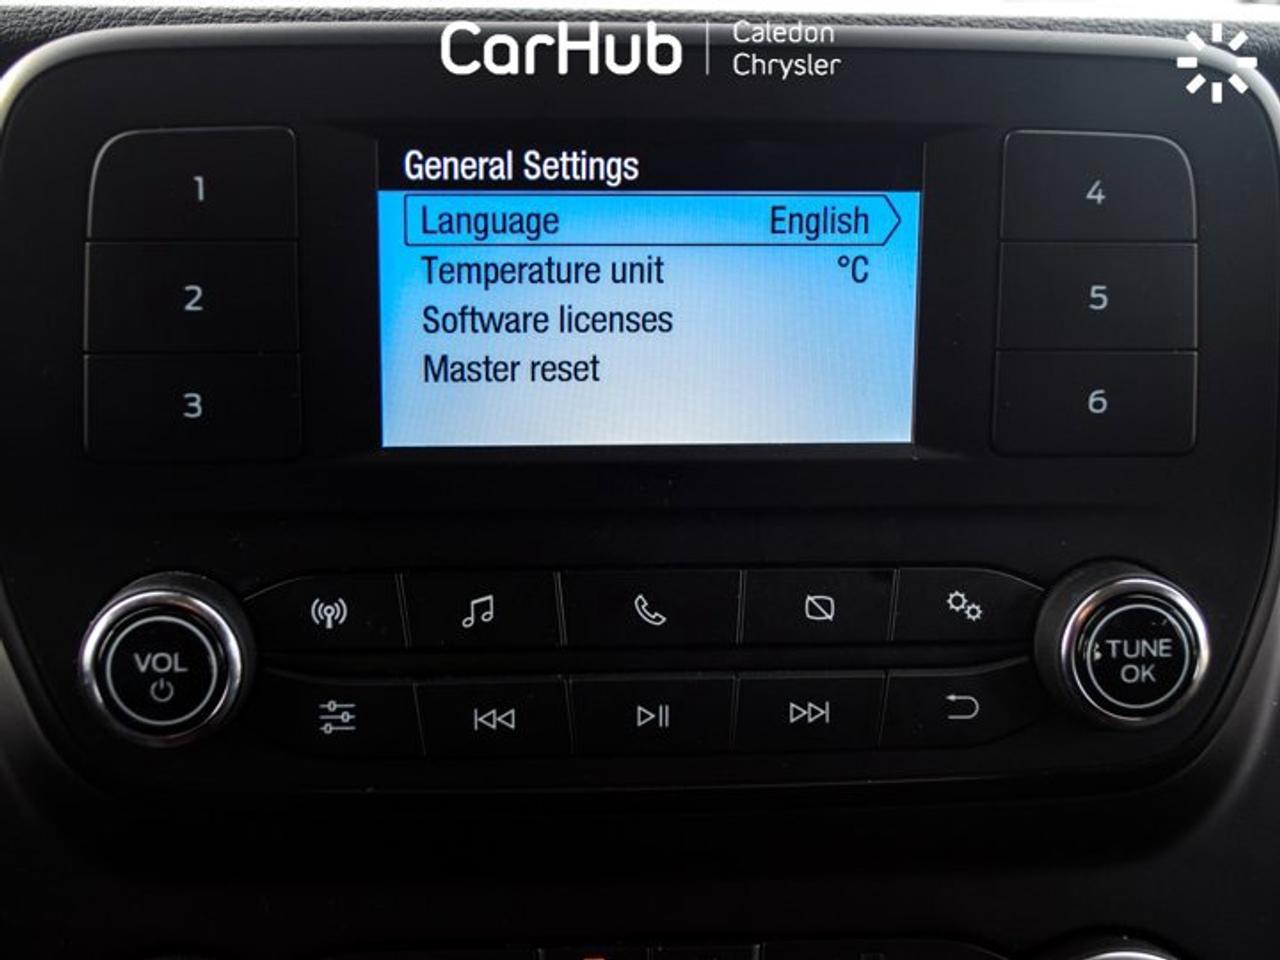 CarHub
Caledon
Chrysler
General Settings
Language English
Temperature unit °C
Software licenses
Master reset
1
2
3
4
5
6
VOL
TUNE
OK